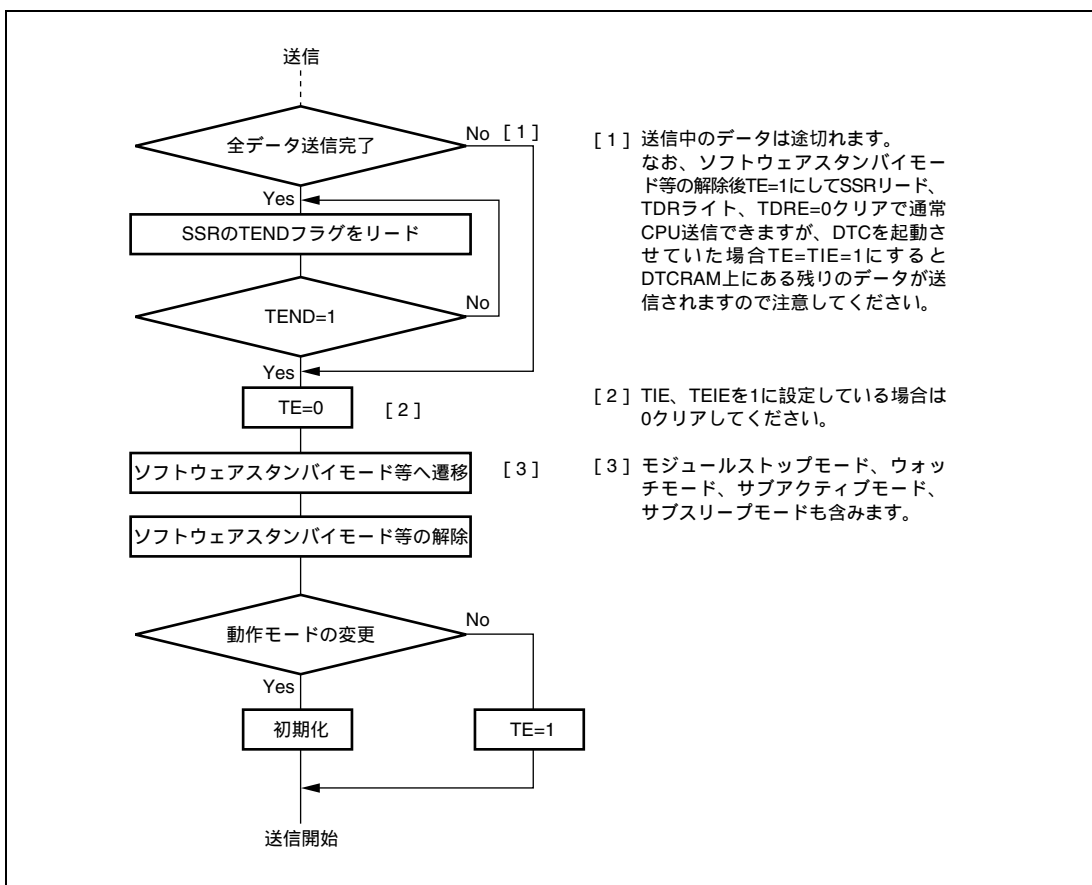 送信
全データ送信完了
No [1]
Yes
SSRのTENDフラグをリード
TEND=1
No
Yes
TE=0
[2]
ソフトウェアスタンバイモード等へ遷移
[3]
ソフトウェアスタンバイモード等の解除
動作モードの変更
No
Yes
初期化
TE=1
送信開始
[1] 送信中のデータは途切れます。
なお、ソフトウェアスタンバイモー
ド等の解除後TE=1にしてSSRリード、
TDRライト、TDRE=0クリアで通常
CPU送信できますが、DTCを起動さ
せていた場合TE=TIE=1にすると
DTCRAM上にある残りのデータが送
信されますので注意してください。
[2] TIE、TEIEを1に設定している場合は
0クリアしてください。
[3] モジュールストップモード、ウォッ
チモード、サブアクティブモード、
サブスリープモードも含みます。